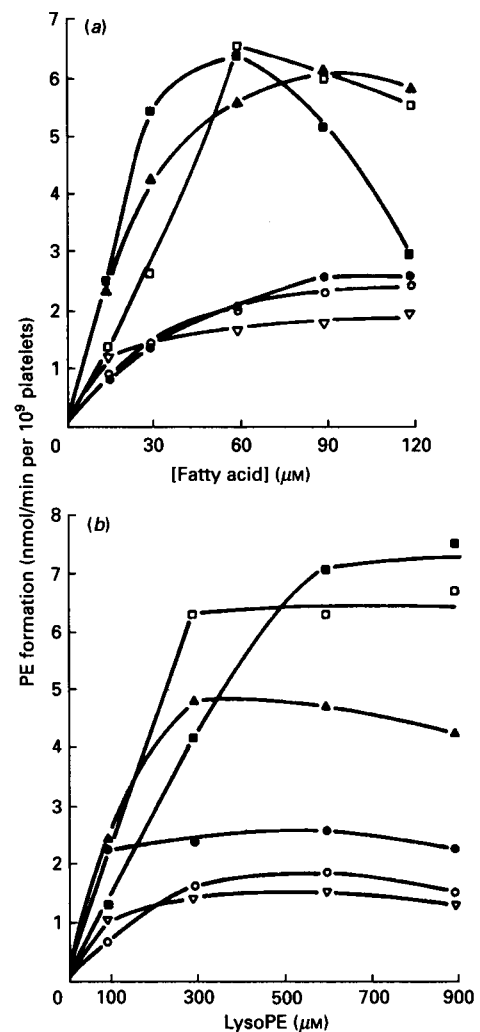 (a)
7
6
5
4
3
2
1
0 30 60 90 120
[Fatty acid] (μM)
PE formation (nmol/min per 10⁹ platelets)
(b)
8
7
6
5
4
3
2
1
0 100 300 500 700 900
LysoPE (μM)